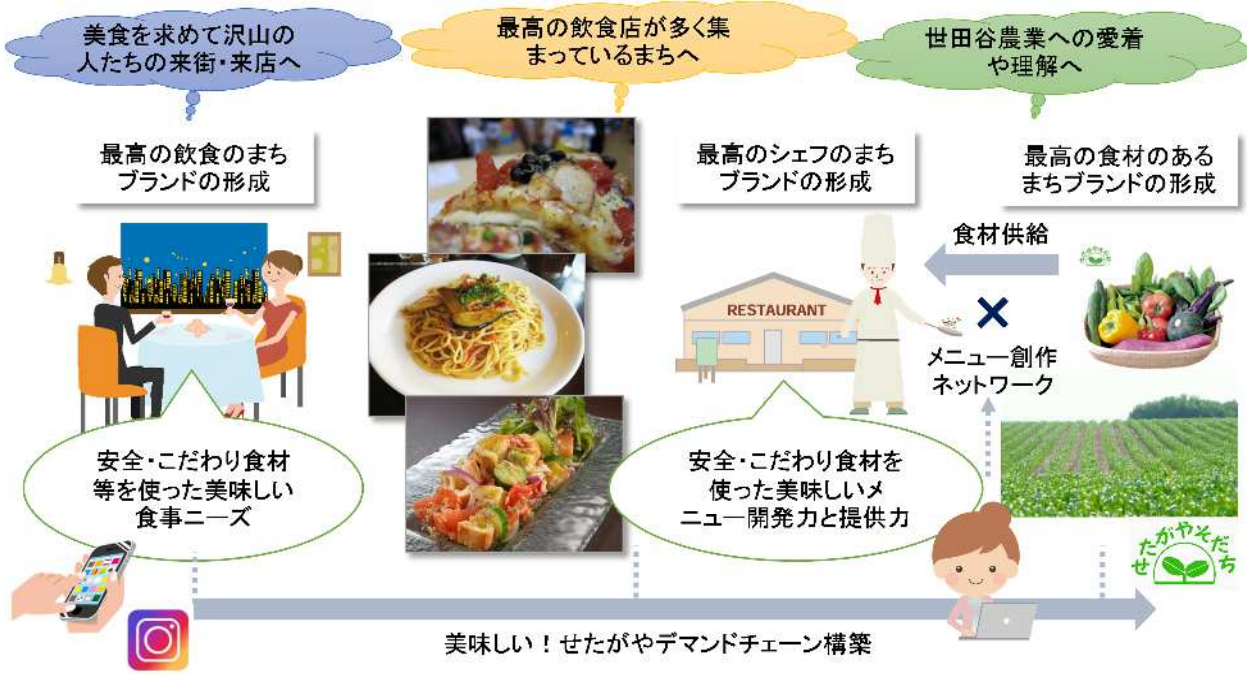 美食を求めて沢山の
人たちの来街・来店へ
最高の飲食店が多く集
まっているまちへ
世田谷農業への愛着
や理解へ
最高の飲食のまち
ブランドの形成
最高のシェフのまち
ブランドの形成
最高の食材のある
まちブランドの形成
食材供給
RESTAURANT
×
メニュー創作
ネットワーク
安全・こだわり食材
等を使った美味しい
食事ニーズ
安全・こだわり食材を
使った美味しいメ
ニュー開発力と提供力
せたがやそだち
美味しい！せたがやデマンドチェーン構築